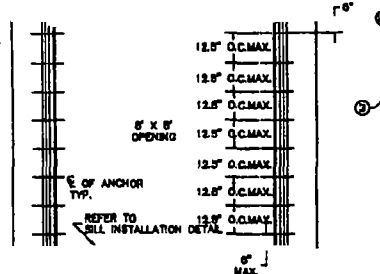 6"
12.5" O.C.MAX.
12.5" O.C.MAX.
12.5" O.C.MAX.
8' X 8'
OPENING
12.5" O.C.MAX.
12.5" O.C.MAX.
℄ OF ANCHOR
TYP.
12.5" O.C.MAX.
REFER TO
SILL INSTALLATION DETAIL
12.5" O.C.MAX.
6"
MAX.